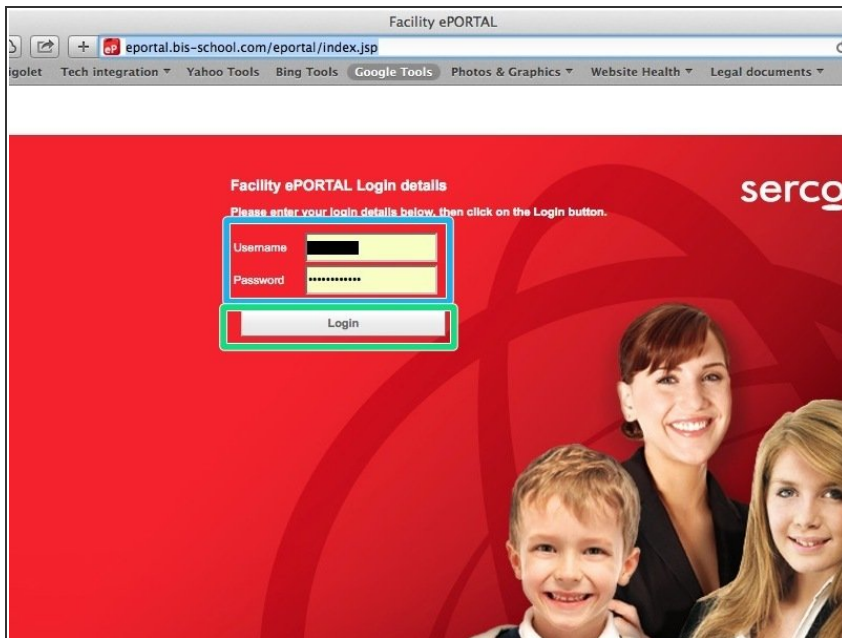 Facility ePORTAL
eP eportal.bis-school.com/eportal/index.jsp
igolet Tech integration Yahoo Tools Bing Tools Google Tools Photos & Graphics Website Health Legal documents
Facility ePORTAL Login details
serco
Please enter your login details below, then click on the Login button.
Username
Password ••••••••••••
Login